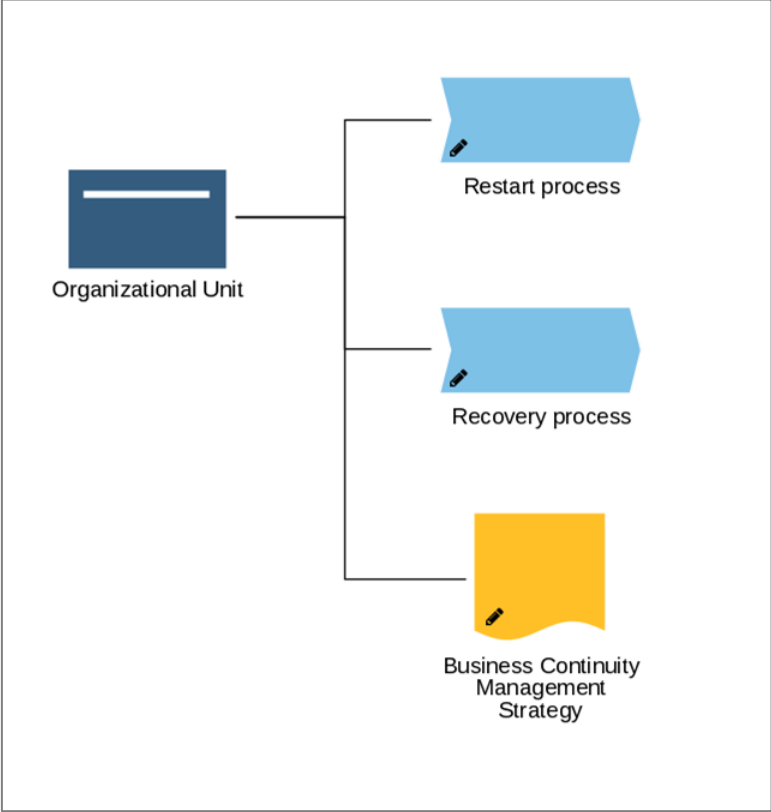 Restart process
Organizational Unit
Recovery process
Business Continuity
Management
Strategy